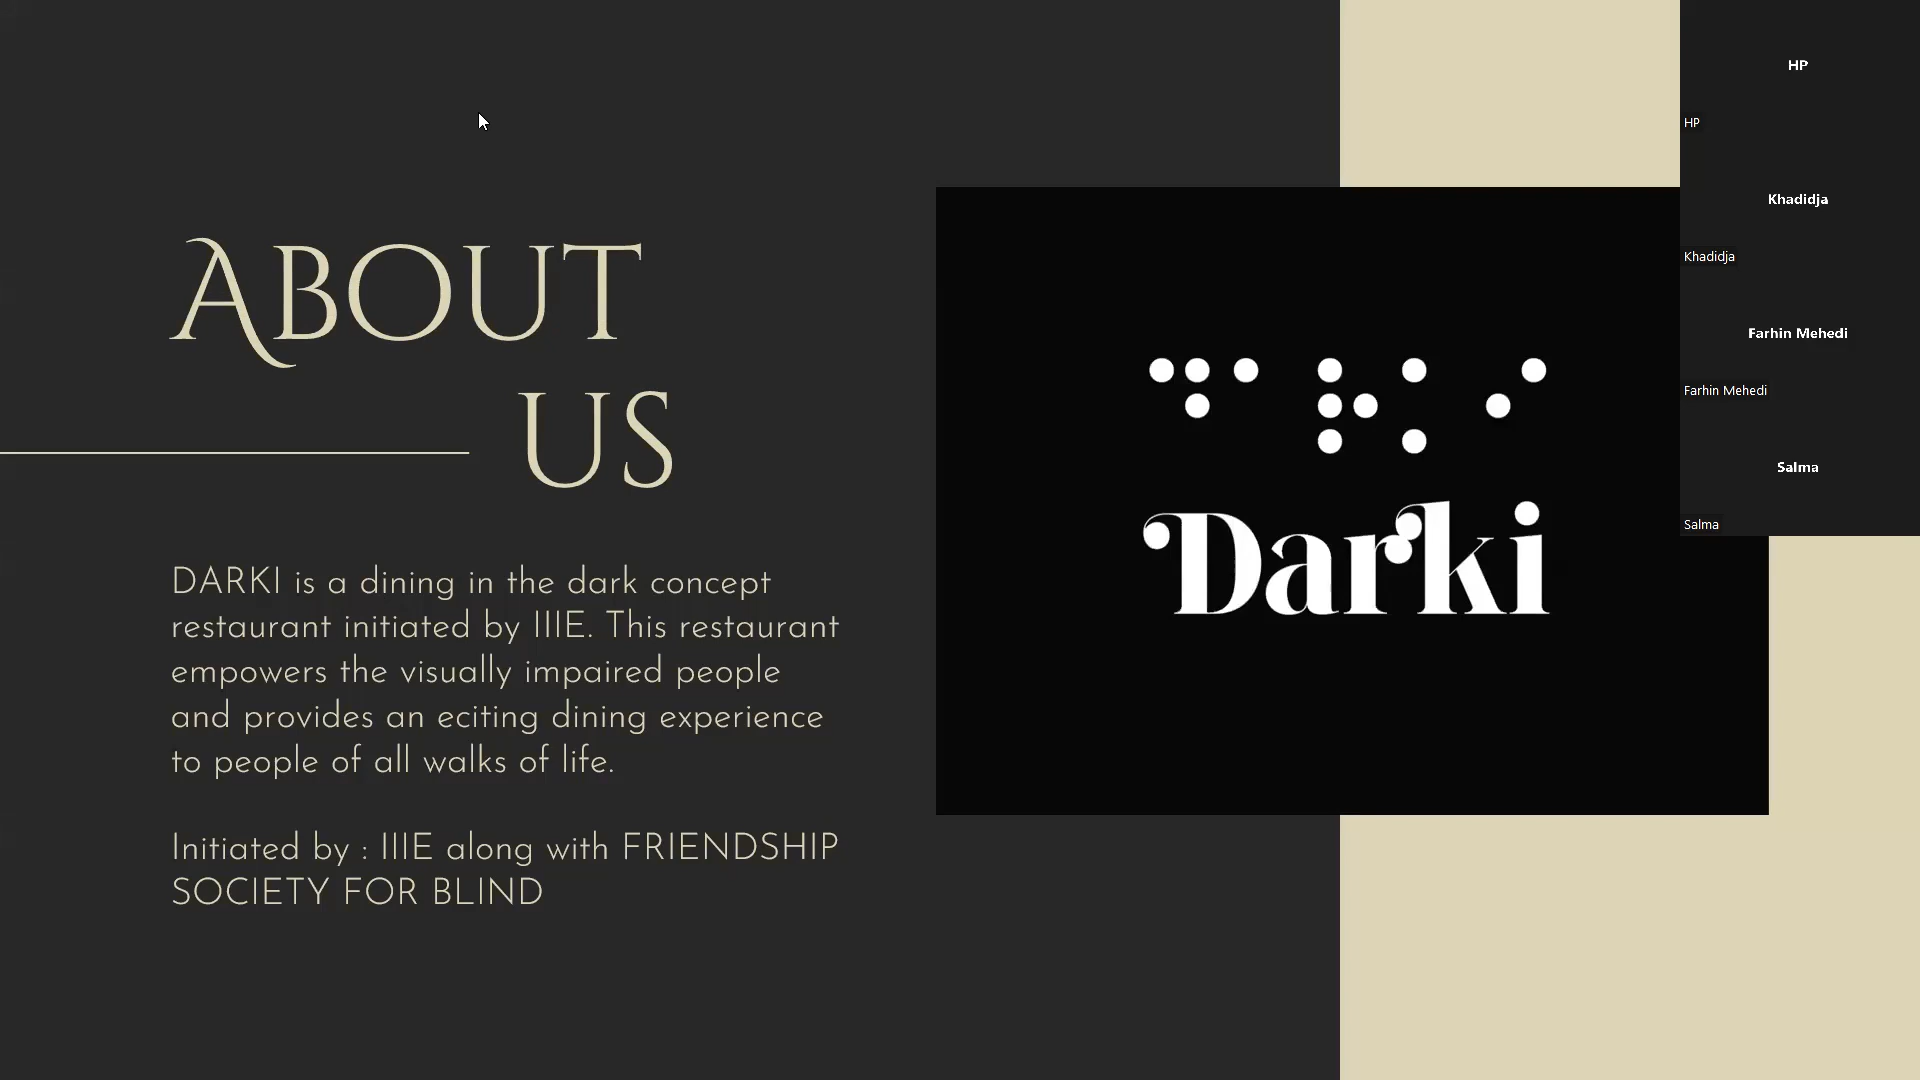 ABOUT
US
DARKI is a dining in the dark concept
restaurant initiated by IIIE. This restaurant
empowers the visually impaired people
and provides an eciting dining experience
to people of all walks of life.
Initiated by : IIIE along with FRIENDSHIP
SOCIETY FOR BLIND
⠙⠁⠗⠅⠊
Darki
HP
HP
Khadidja
Khadidja
Farhin Mehedi
Farhin Mehedi
Salma
Salma